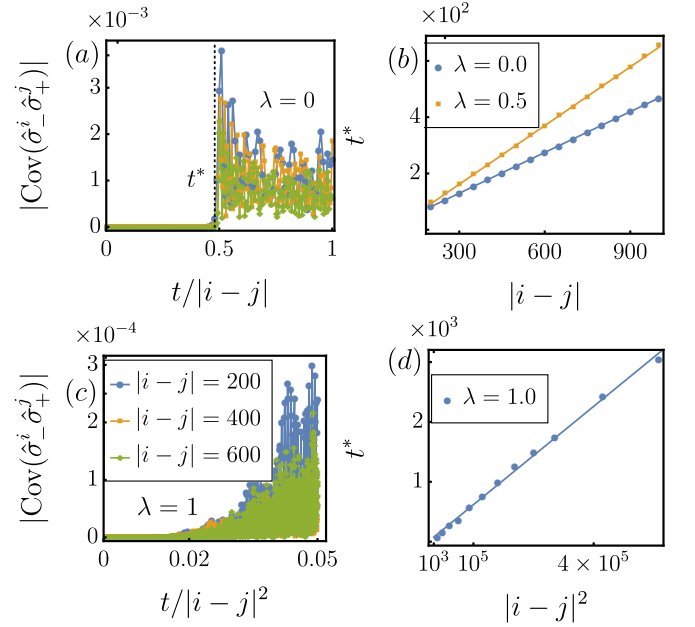 ×10⁻³
(a)
3
2
1
0
λ = 0
t*
0
0.5
1
t/|i − j|
|Cov(σ̂ⁱ₋σ̂ʲ₊)|
×10²
(b)
6
4
2
λ = 0.0
λ = 0.5
t*
300
600
900
|i − j|
×10⁻⁴
(c)
3
2
1
0
|i − j| = 200
|i − j| = 400
|i − j| = 600
λ = 1
0
0.02
0.05
t/|i − j|²
|Cov(σ̂ⁱ₋σ̂ʲ₊)|
×10³
(d)
2
1
λ = 1.0
t*
10³
10⁵
4 × 10⁵
|i − j|²